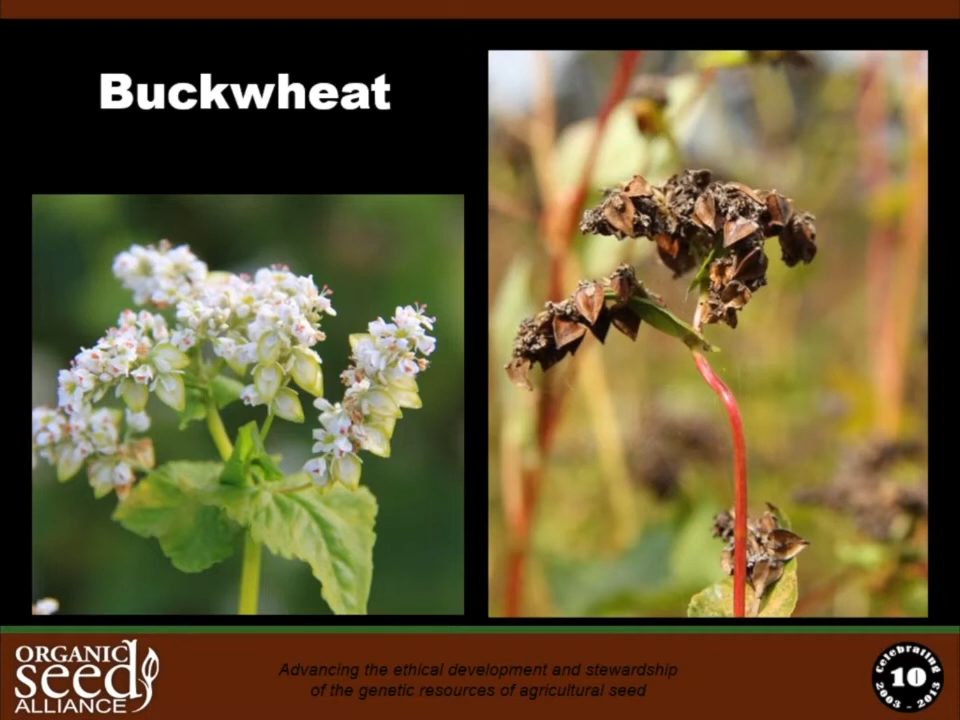 Buckwheat
ORGANIC
seed
ALLIANCE
Advancing the ethical development and stewardship
of the genetic resources of agricultural seed
Celebrating
10
2003 - 2013